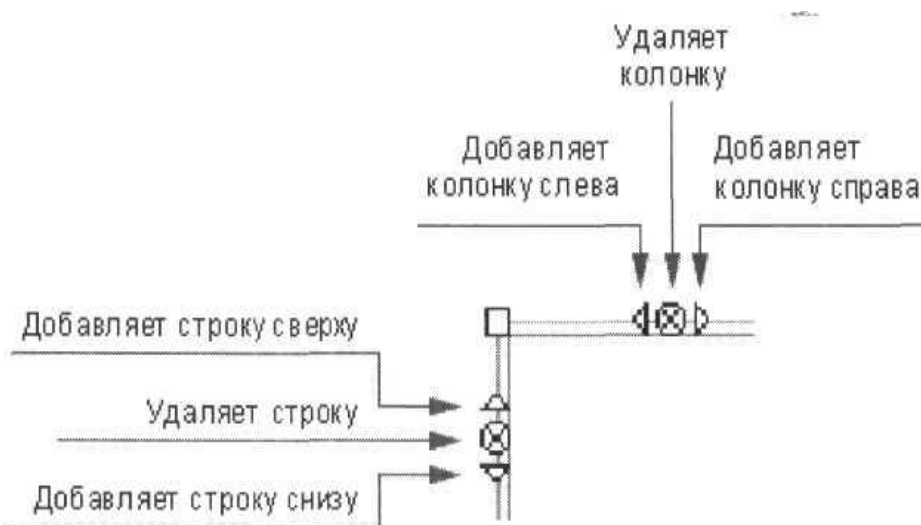 Удаляет
колонку
Добавляет
колонку слева
Добавляет
колонку справа
Добавляет строку сверху
Удаляет строку
Добавляет строку снизу